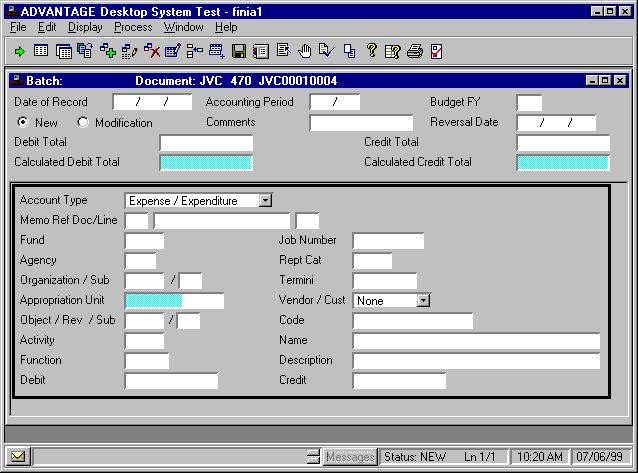 ADVANTAGE Desktop System Test - finia1
File Edit Display Process Window Help
Batch: Document: JVC 470 JVC00010004
Date of Record / / Accounting Period / Budget FY
New Modification Comments Reversal Date / /
Debit Total Credit Total
Calculated Debit Total Calculated Credit Total
Account Type Expense / Expenditure
Memo Ref Doc/Line
Fund Job Number
Agency Rept Cat
Organization / Sub / Termini
Appropriation Unit Vendor / Cust None
Object / Rev / Sub / Code
Activity Name
Function Description
Debit Credit
Messages Status: NEW Ln 1/1 10:20 AM 07/06/99